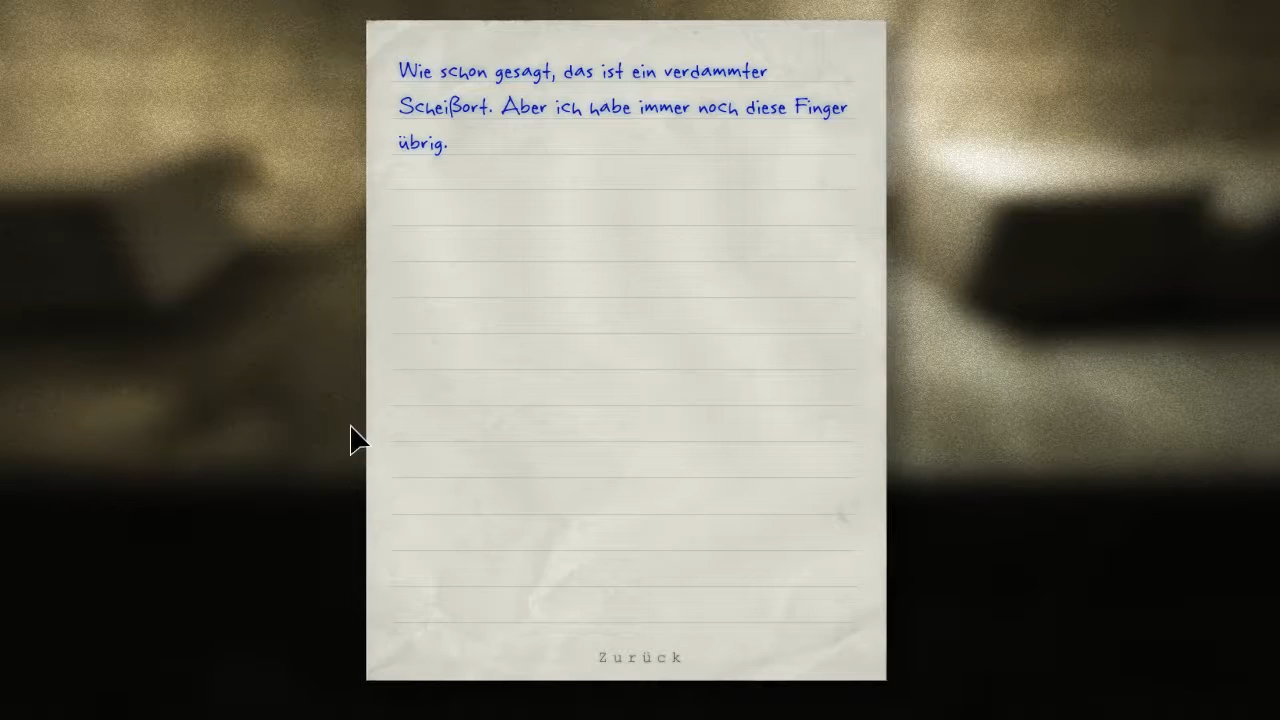 Wie schon gesagt, das ist ein verdammter
Scheißort. Aber ich habe immer noch diese Finger
übrig.
Zurück